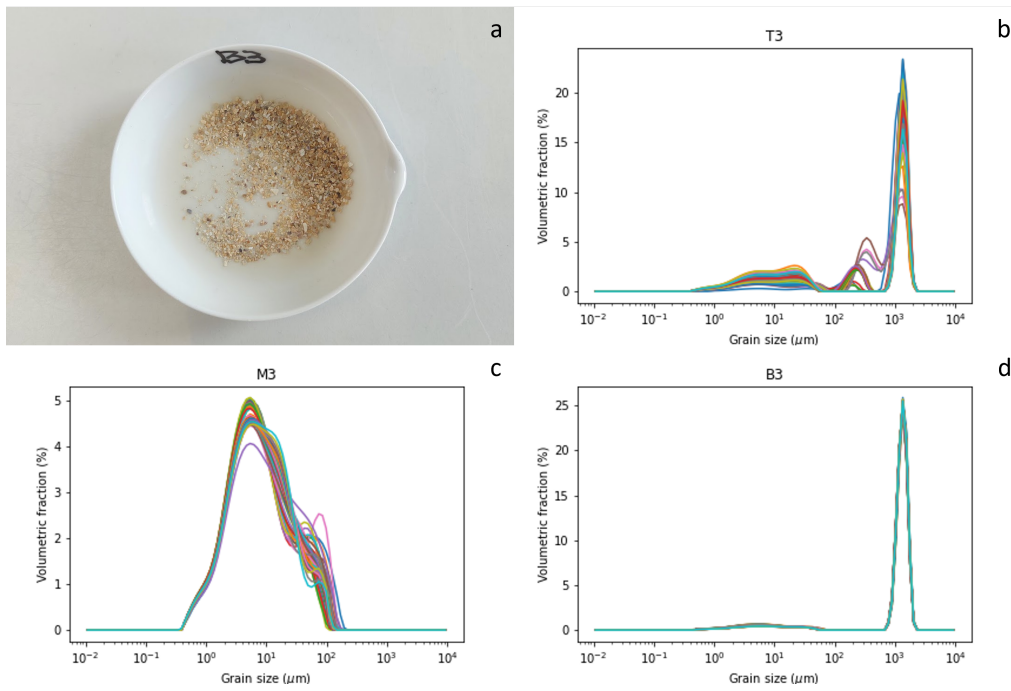 a
B3
b
T3
Volumetric fraction (%)
20
15
10
5
0
10⁻² 10⁻¹ 10⁰ 10¹ 10² 10³ 10⁴
Grain size (μm)
c
M3
Volumetric fraction (%)
5
4
3
2
1
0
10⁻² 10⁻¹ 10⁰ 10¹ 10² 10³ 10⁴
Grain size (μm)
d
B3
Volumetric fraction (%)
25
20
15
10
5
0
10⁻² 10⁻¹ 10⁰ 10¹ 10² 10³ 10⁴
Grain size (μm)